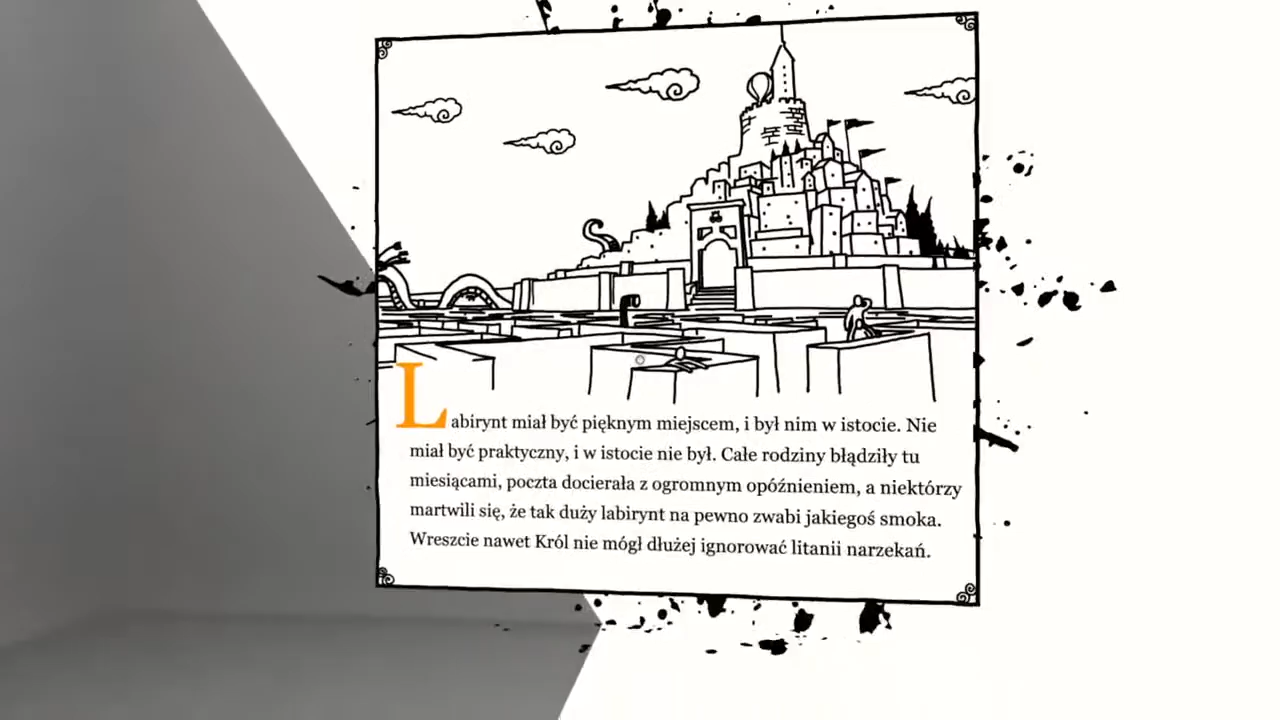 Labirynt miał być pięknym miejscem, i był nim w istocie. Nie
miał być praktyczny, i w istocie nie był. Całe rodziny błądziły tu
miesiącami, poczta docierała z ogromnym opóźnieniem, a niektórzy
martwili się, że tak duży labirynt na pewno zwabi jakiegoś smoka.
Wreszcie nawet Król nie mógł dłużej ignorować litanii narzekań.